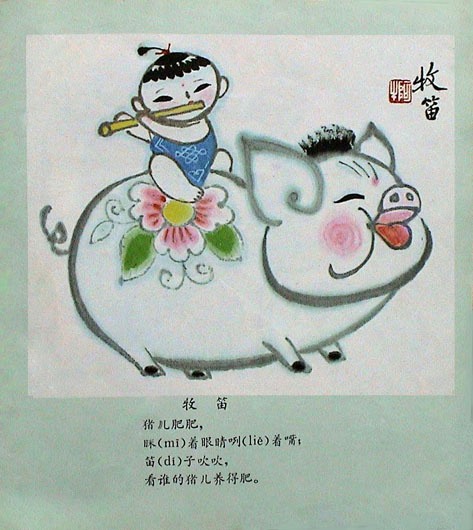 牧笛
牧 笛
猪儿肥肥,
眯(mī)着眼睛咧(liě)着嘴;
笛(dí)子吹吹,
看谁的猪儿养得肥。